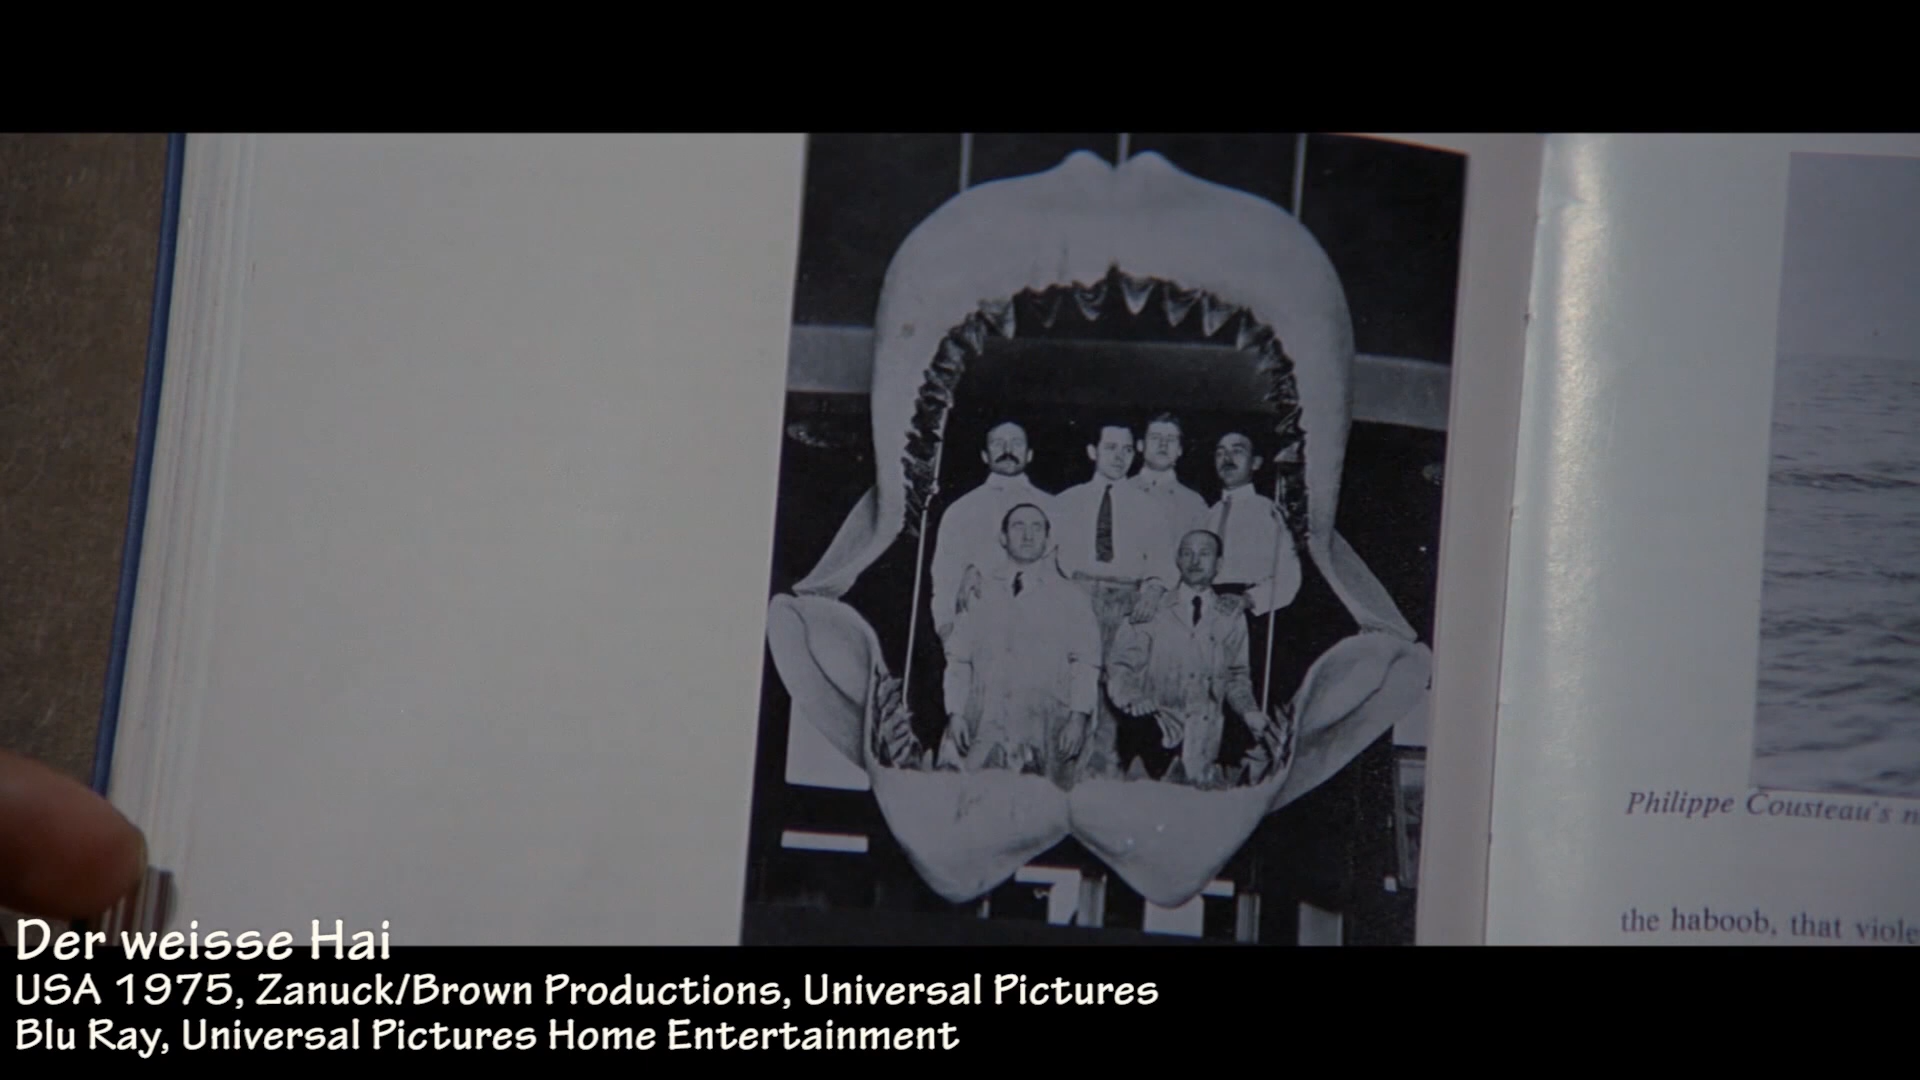 Philippe Cousteau's
the haboob, that
Der weisse Hai
USA 1975, Zanuck/Brown Productions, Universal Pictures
Blu Ray, Universal Pictures Home Entertainment